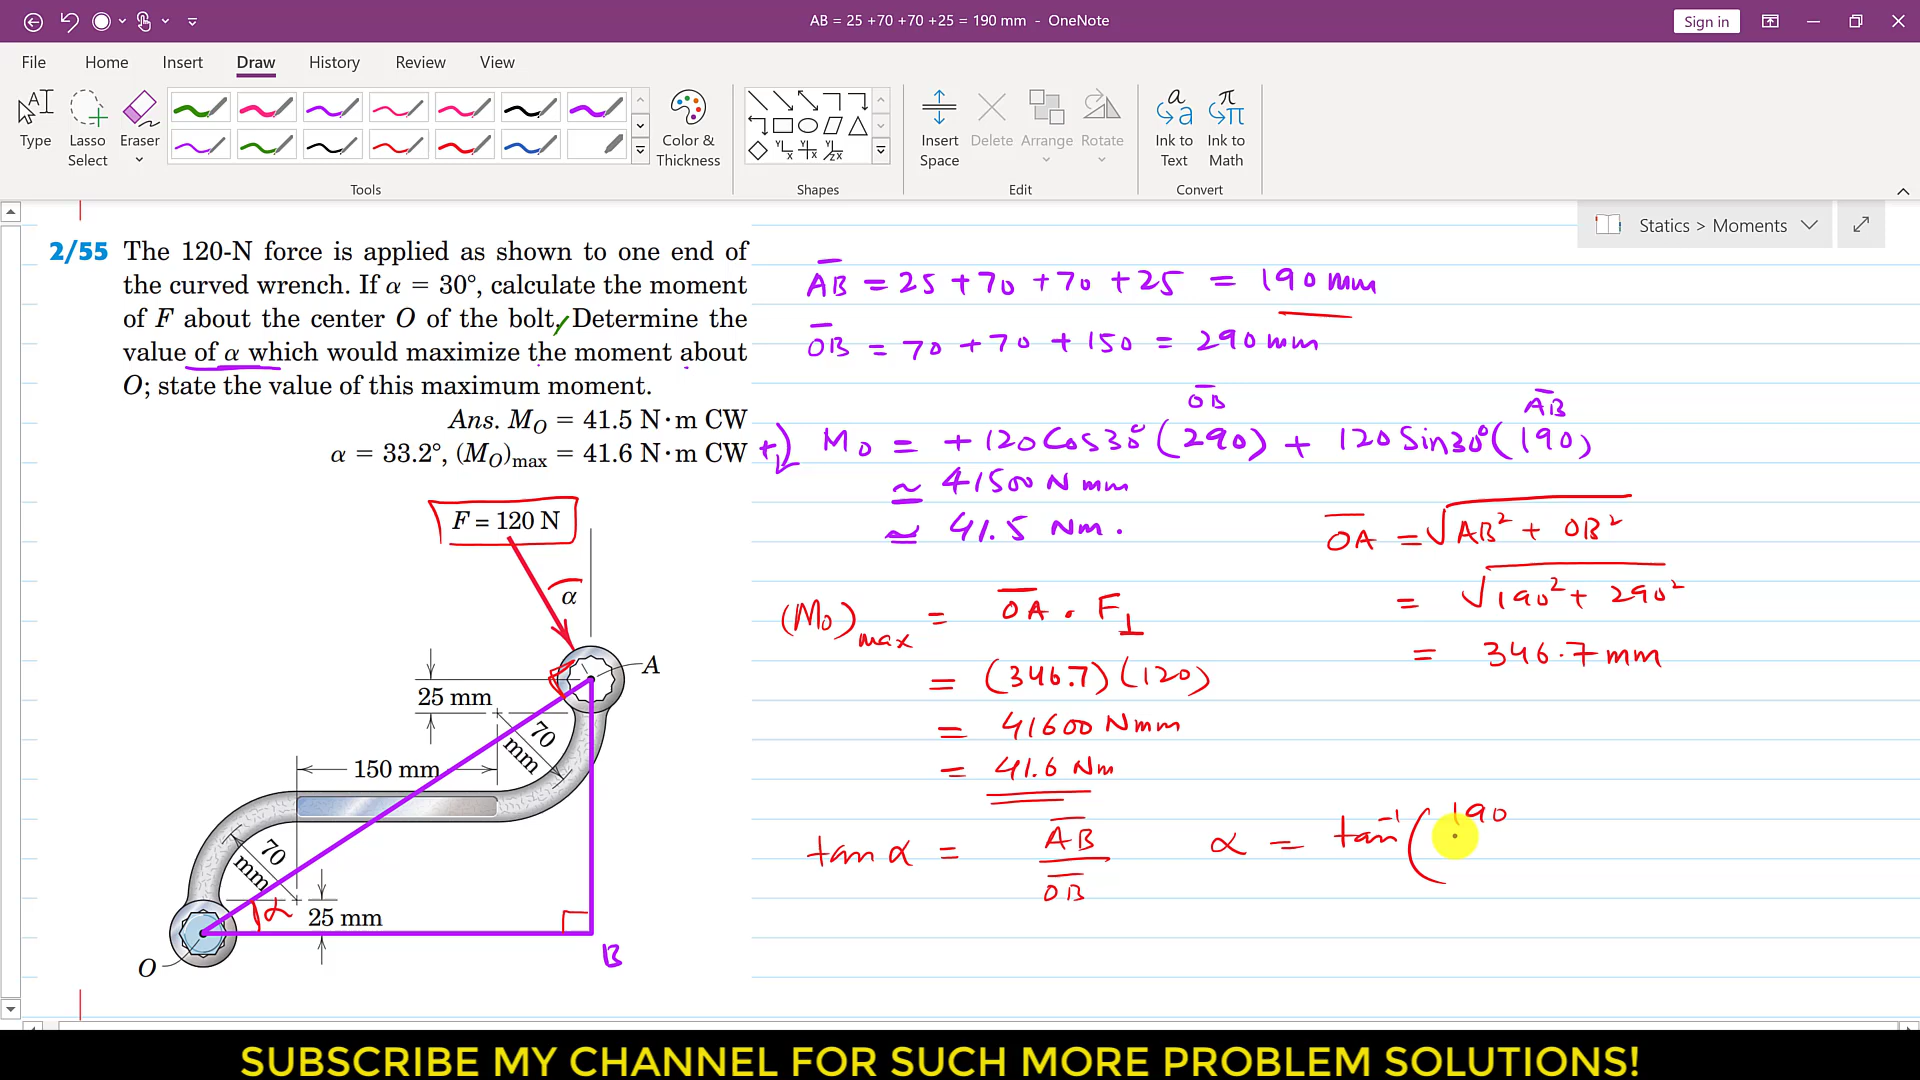 AB = 25 +70 +70 +25 = 190 mm - OneNote
Sign in
File Home Insert Draw History Review View
Type
Lasso Select
Eraser
Color & Thickness
Insert Space
Delete
Arrange
Rotate
a
a
Ink to Text
π
π
Ink to Math
Tools
Shapes
Edit
Convert
Statics > Moments
2/55 The 120-N force is applied as shown to one end of
the curved wrench. If α = 30°, calculate the moment
of F about the center O of the bolt. Determine the
value of α which would maximize the moment about
O; state the value of this maximum moment.
Ans. M_O = 41.5 N·m CW
α = 33.2°, (M_O)max = 41.6 N·m CW
F = 120 N
α
A
25 mm
70 mm
150 mm
70 mm
α
25 mm
O
B
AB = 25 + 70 + 70 + 25 = 190 mm
OB = 70 + 70 + 150 = 290 mm
OB AB
+) Mo = +120 Cos30° (290) + 120 Sin30° (190)
≃ 41500 N mm
≃ 41.5 Nm.
OA = √AB² + OB²
= √190² + 290²
= 346.7 mm
(Mo)max = OA . F⊥
= (346.7) (120)
= 41600 Nmm
= 41.6 Nm
tan α = AB / OB
α = tan⁻¹ ( 190
SUBSCRIBE MY CHANNEL FOR SUCH MORE PROBLEM SOLUTIONS!